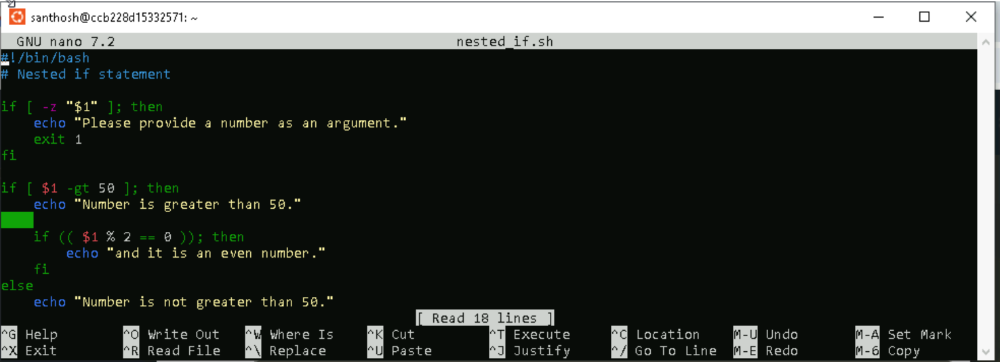 santhosh@ccb228d15332571: ~
GNU nano 7.2 nested_if.sh
#!/bin/bash
# Nested if statement

if [ -z "$1" ]; then
    echo "Please provide a number as an argument."
    exit 1
fi

if [ $1 -gt 50 ]; then
    echo "Number is greater than 50."

    if (( $1 % 2 == 0 )); then
        echo "and it is an even number."
    fi
else
    echo "Number is not greater than 50."
[ Read 18 lines ]
^G Help ^O Write Out ^W Where Is ^K Cut ^T Execute ^C Location M-U Undo M-A Set Mark
^X Exit ^R Read File ^\ Replace ^U Paste ^J Justify ^/ Go To Line M-E Redo M-6 Copy